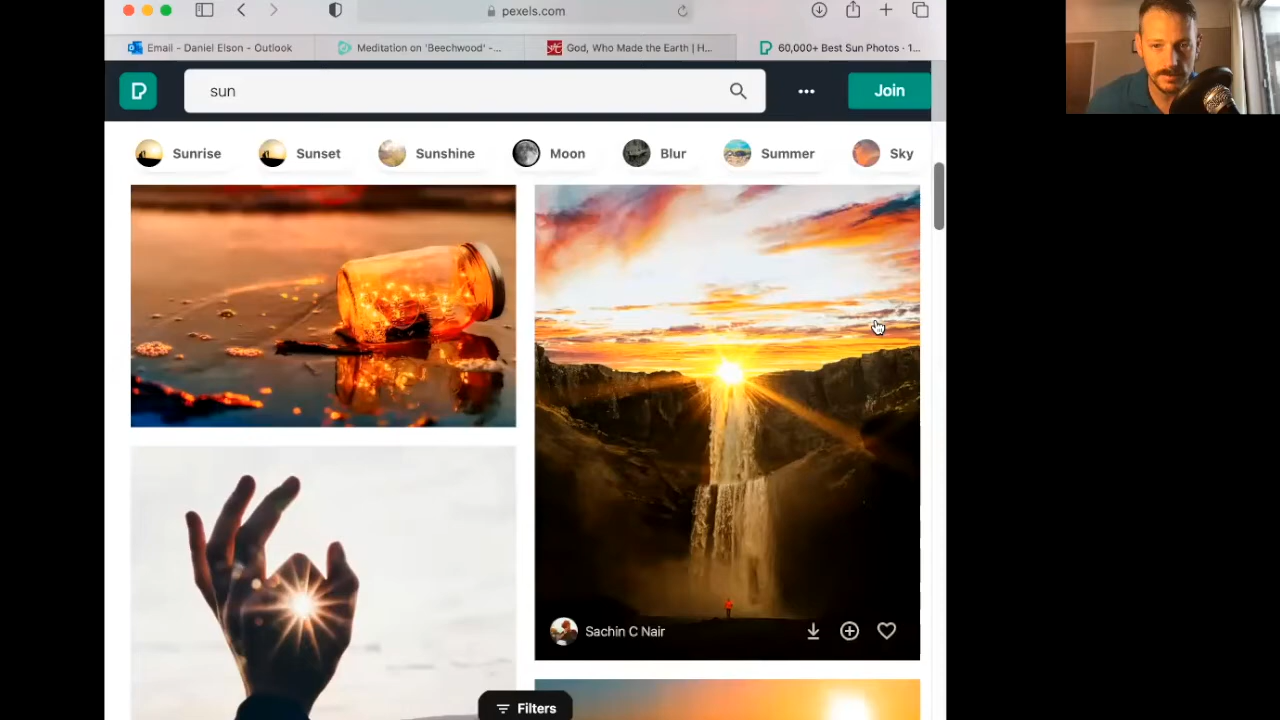 pexels.com
Email - Daniel Elson - Outlook
Meditation on 'Beechwood' -...
God, Who Made the Earth | H...
60,000+ Best Sun Photos · 1...
sun
Join
Sunrise
Sunset
Sunshine
Moon
Blur
Summer
Sky
Sachin C Nair
Filters